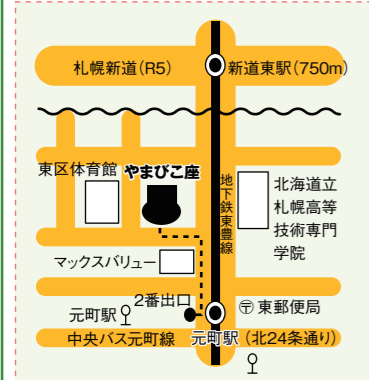 札幌新道(R5)
新道東駅(750m)
東区体育館
やまびこ座
地下鉄東豊線
北海道立
札幌高等
技術専門
学院
マックスバリュー
2番出口
元町駅
〒東郵便局
中央バス元町線
元町駅(北24条通り)